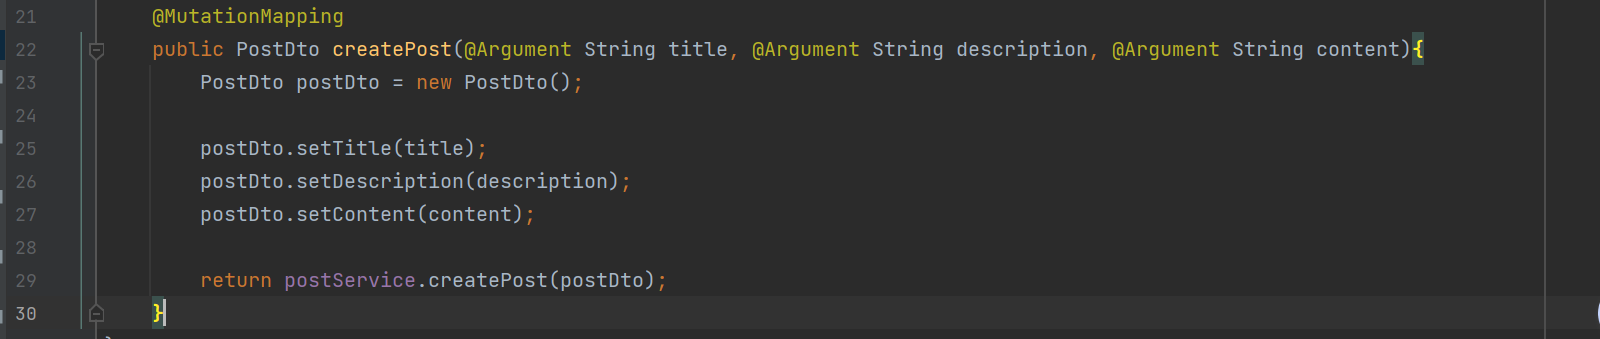 21 @MutationMapping
22 public PostDto createPost(@Argument String title, @Argument String description, @Argument String content){
23 PostDto postDto = new PostDto();
24
25 postDto.setTitle(title);
26 postDto.setDescription(description);
27 postDto.setContent(content);
28
29 return postService.createPost(postDto);
30 }